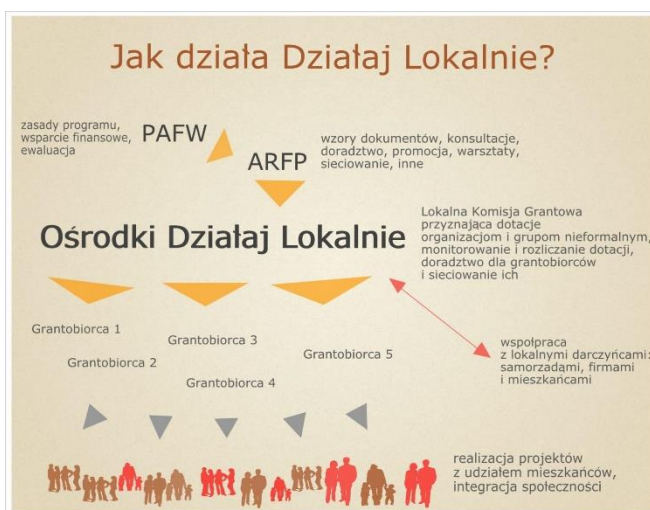 Jak działa Działaj Lokalnie?
zasady programu,
wsparcie finansowe,
ewaluacja
PAFW
ARFP
wzory dokumentów, konsultacje,
doradztwo, promocja, warsztaty,
sieciowanie, inne
Ośrodki Działaj Lokalnie
Lokalna Komisja Grantowa
przyznająca dotacje
organizacjom i grupom nieformalnym,
monitorowanie i rozliczanie dotacji,
doradztwo dla grantobiorców
i sieciowanie ich
Grantobiorca 1
Grantobiorca 2
Grantobiorca 3
Grantobiorca 4
Grantobiorca 5
wspołpraca
z lokalnymi darczyńcami:
samorządami, firmami
i mieszkańcami
realizacja projektów
z udziałem mieszkańców,
integracja społeczności